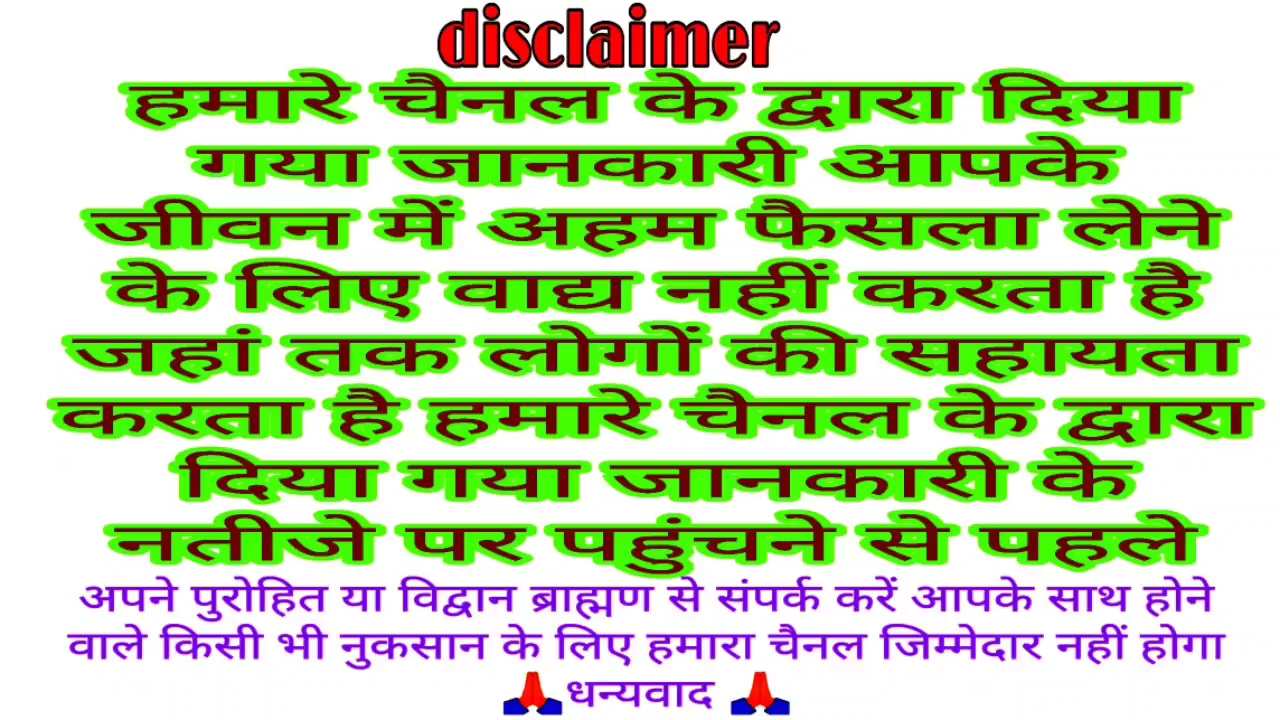 disclaimer
हमारे चैनल के द्वारा दिया
गया जानकारी आपके
जीवन में अहम फैसला लेने
के लिए वाद्य नहीं करता है
जहां तक लोगों की सहायता
करता है हमारे चैनल के द्वारा
दिया गया जानकारी के
नतीजे पर पहुंचने से पहले
अपने पुरोहित या विद्वान ब्राह्मण से संपर्क करें आपके साथ होने
वाले किसी भी नुकसान के लिए हमारा चैनल जिम्मेदार नहीं होगा
🙏धन्यवाद 🙏